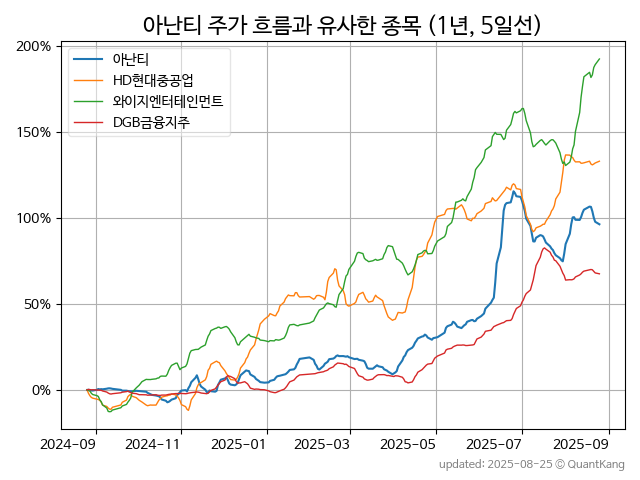 아난티 주가 흐름과 유사한 종목 (1년, 5일선)
아난티
HD현대중공업
와이지엔터테인먼트
DGB금융지주
200%
150%
100%
50%
0%
2024-09 2024-11 2025-01 2025-03 2025-05 2025-07 2025-09
updated: 2025-08-25 © QuantKang